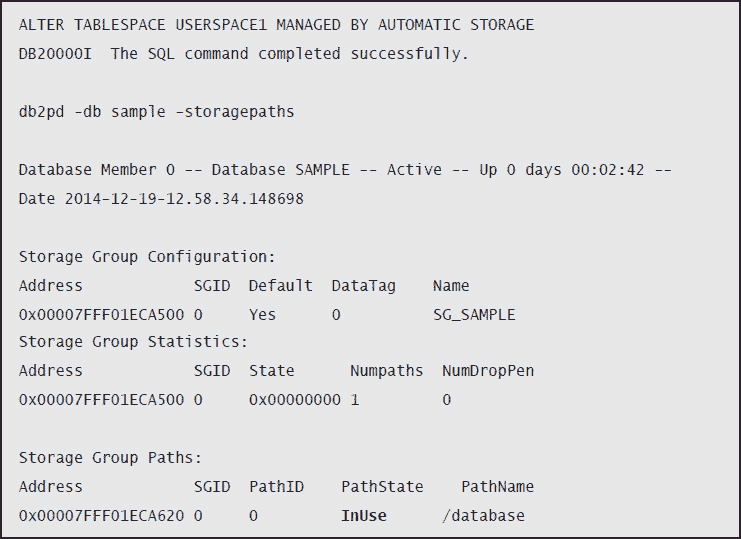 ALTER TABLESPACE USERSPACE1 MANAGED BY AUTOMATIC STORAGE
DB20000I  The SQL command completed successfully.

db2pd -db sample -storagepaths

Database Member 0 -- Database SAMPLE -- Active -- Up 0 days 00:02:42 --
Date 2014-12-19-12.58.34.148698

Storage Group Configuration:
Address            SGID  Default  DataTag    Name
0x00007FFF01ECA500 0     Yes      0          SG_SAMPLE
Storage Group Statistics:
Address            SGID  State      Numpaths  NumDropPen
0x00007FFF01ECA500 0     0x00000000 1         0

Storage Group Paths:
Address            SGID  PathID    PathState    PathName
0x00007FFF01ECA620 0     0         InUse      /database